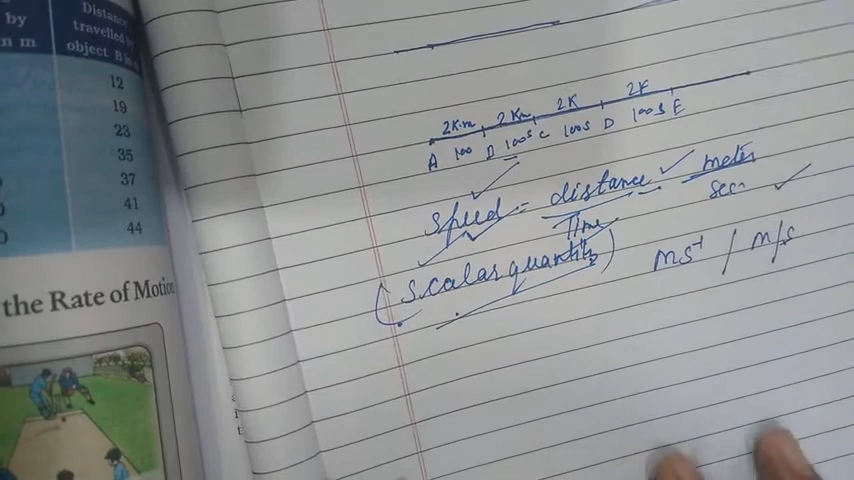 by
n m
Distance
travelled
object B in
12
19
23
35
37
41
44
the Rate of Motion
2Km 2Km 2K 2K
A 100 B 100S C 100S D 100S E
speed = distance meter
Time sec
(scalar quantity) ms⁻¹ / m/s